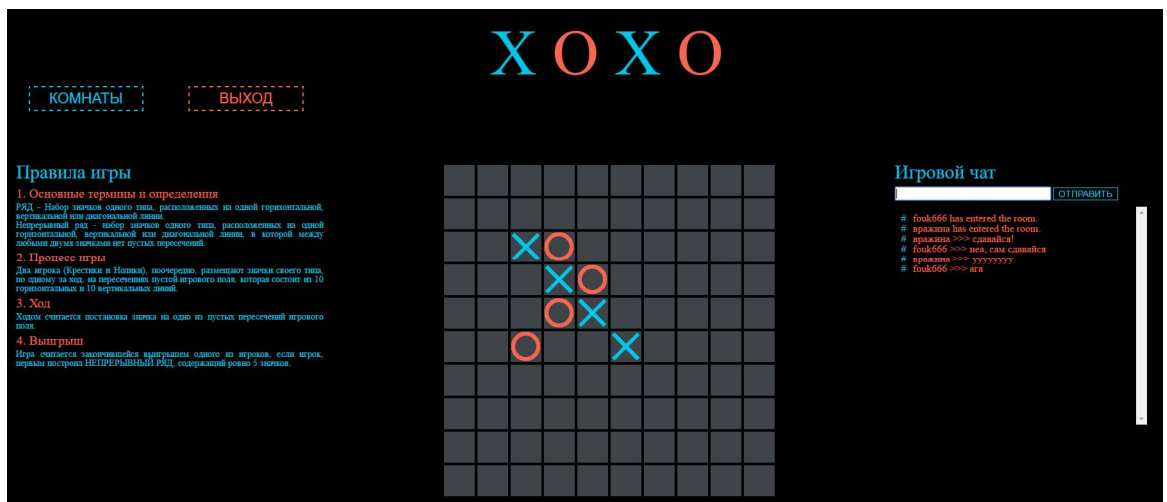 X O X O
КОМНАТЫ
ВЫХОД
Правила игры
1. Основные термины и определения
РЯД - Набор значков одного типа, расположенных на одной горизонтальной,
вертикальной или диагональной линии.
Непрерывный ряд - набор значков одного типа, расположенных на одной
горизонтальной, вертикальной или диагональной линии, в которой между
любыми двумя значками нет пустых пересечений.
2. Процесс игры
Два игрока (Крестики и Нолики), поочередно, размещают значки своего типа,
по одному за ход, на пересечениях пустой игрового поля, которая состоит из 10
горизонтальных и 10 вертикальных линий.
3. Ход
Ходом считается постановка значка на одно из пустых пересечений игрового
поля.
4. Выигрыш
Игра считается закончившейся выигрышем одного из игроков, если игрок,
первым построил НЕПРЕРЫВНЫЙ РЯД, содержащий ровно 5 значков.
Игровой чат
ОТПРАВИТЬ
# fouk666 has entered the room.
# вражина has entered the room.
# вражина >>> сдавайся!
# fouk666 >>> неа, сам сдавайся
# вражина >>> уууууууу
# fouk666 >>> ага